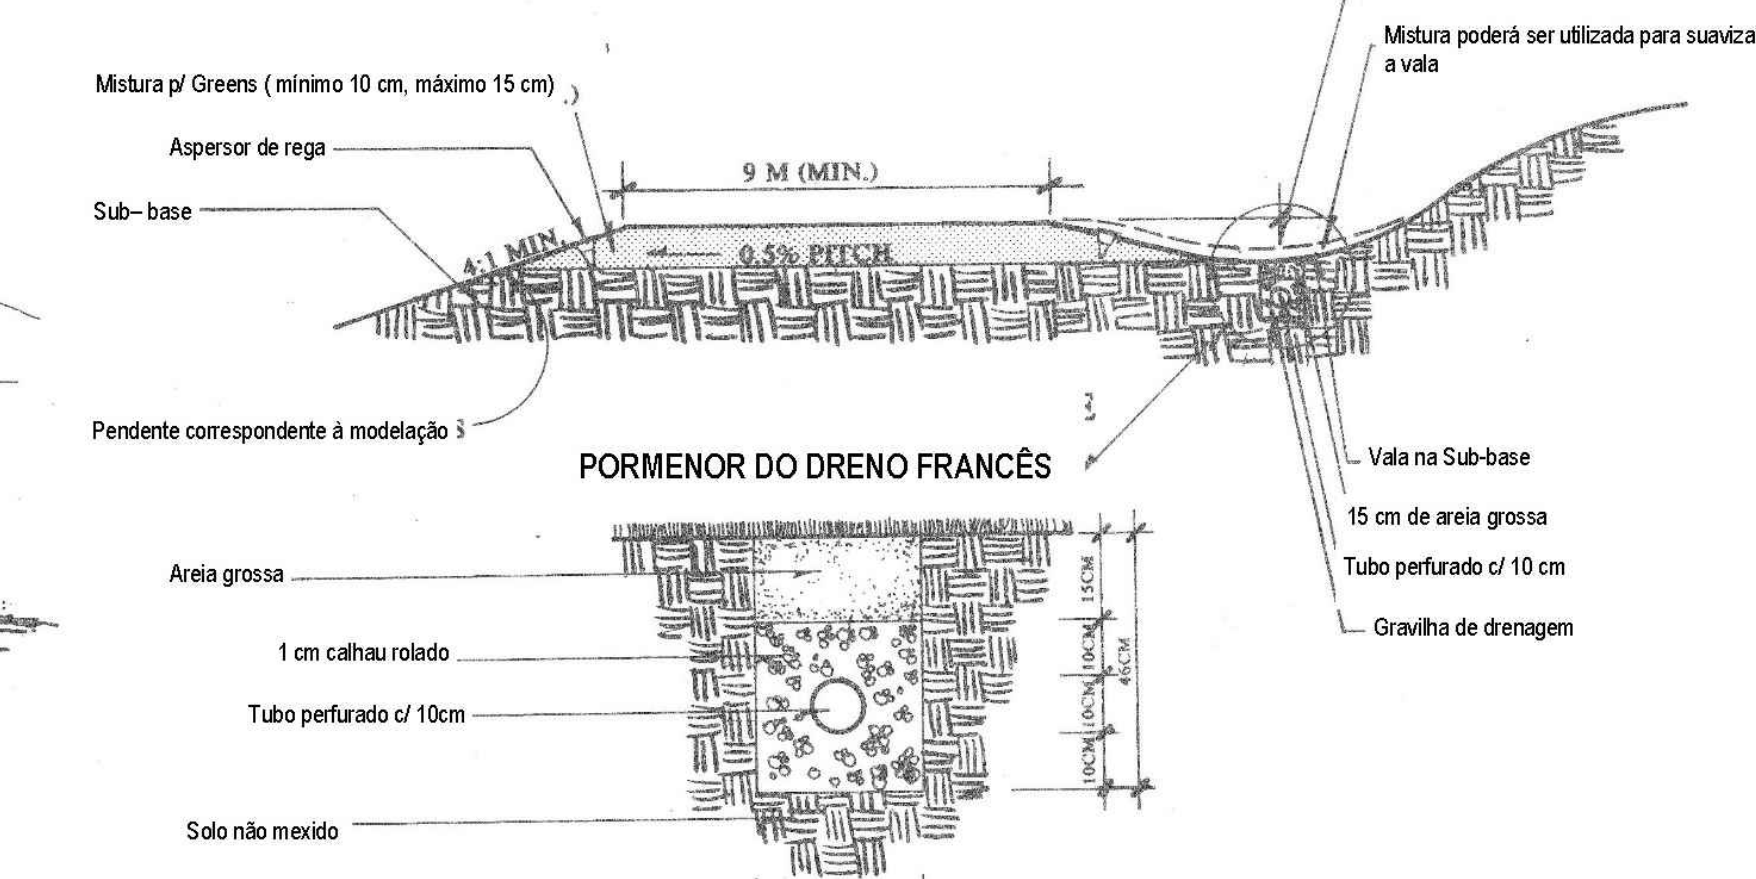 Mistura poderá ser utilizada para suaviza
a vala
Mistura p/ Greens ( mínimo 10 cm, máximo 15 cm)
Aspersor de rega
9 M (MIN.)
Sub– base
4:1 MIN.
0.5% PITCH
Pendente correspondente à modelação
PORMENOR DO DRENO FRANCÊS
Vala na Sub-base
15 cm de areia grossa
Tubo perfurado c/ 10 cm
Gravilha de drenagem
Areia grossa
15CM
1 cm calhau rolado
10CM
46CM
Tubo perfurado c/ 10cm
10CM
10CM
Solo não mexido